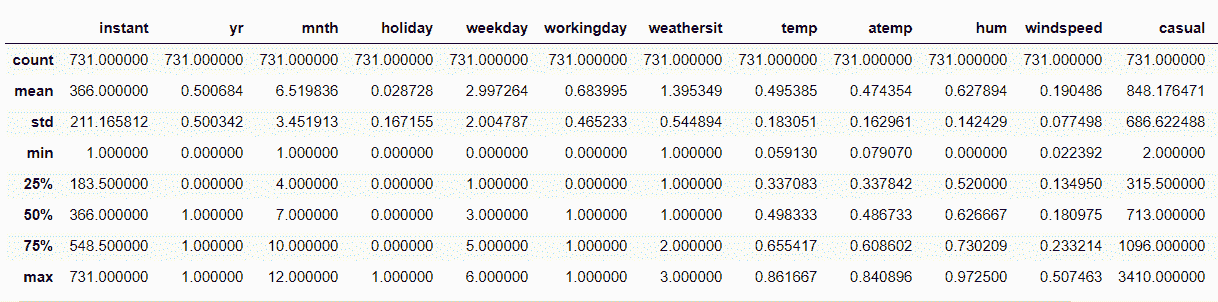 instant yr mnth holiday weekday workingday weathersit temp atemp hum windspeed casual
count 731.000000 731.000000 731.000000 731.000000 731.000000 731.000000 731.000000 731.000000 731.000000 731.000000 731.000000 731.000000
mean 366.000000 0.500684 6.519836 0.028728 2.997264 0.683995 1.395349 0.495385 0.474354 0.627894 0.190486 848.176471
std 211.165812 0.500342 3.451913 0.167155 2.004787 0.465233 0.544894 0.183051 0.162961 0.142429 0.077498 686.622488
min 1.000000 0.000000 1.000000 0.000000 0.000000 0.000000 1.000000 0.059130 0.079070 0.000000 0.022392 2.000000
25% 183.500000 0.000000 4.000000 0.000000 1.000000 0.000000 1.000000 0.337083 0.337842 0.520000 0.134950 315.500000
50% 366.000000 1.000000 7.000000 0.000000 3.000000 1.000000 1.000000 0.498333 0.486733 0.626667 0.180975 713.000000
75% 548.500000 1.000000 10.000000 0.000000 5.000000 1.000000 2.000000 0.655417 0.608602 0.730209 0.233214 1096.000000
max 731.000000 1.000000 12.000000 1.000000 6.000000 1.000000 3.000000 0.861667 0.840896 0.972500 0.507463 3410.000000